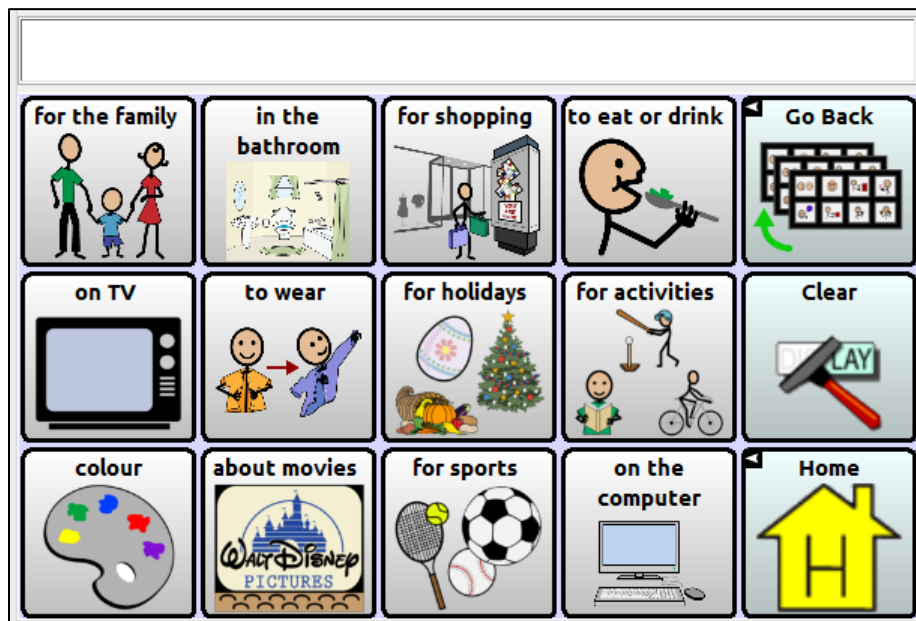 for the family
in the
bathroom
for shopping
to eat or drink
Go Back
on TV
to wear
for holidays
for activities
Clear
DISPLAY
colour
about movies
WALT DISNEY
PICTURES
for sports
on the
computer
Home
H